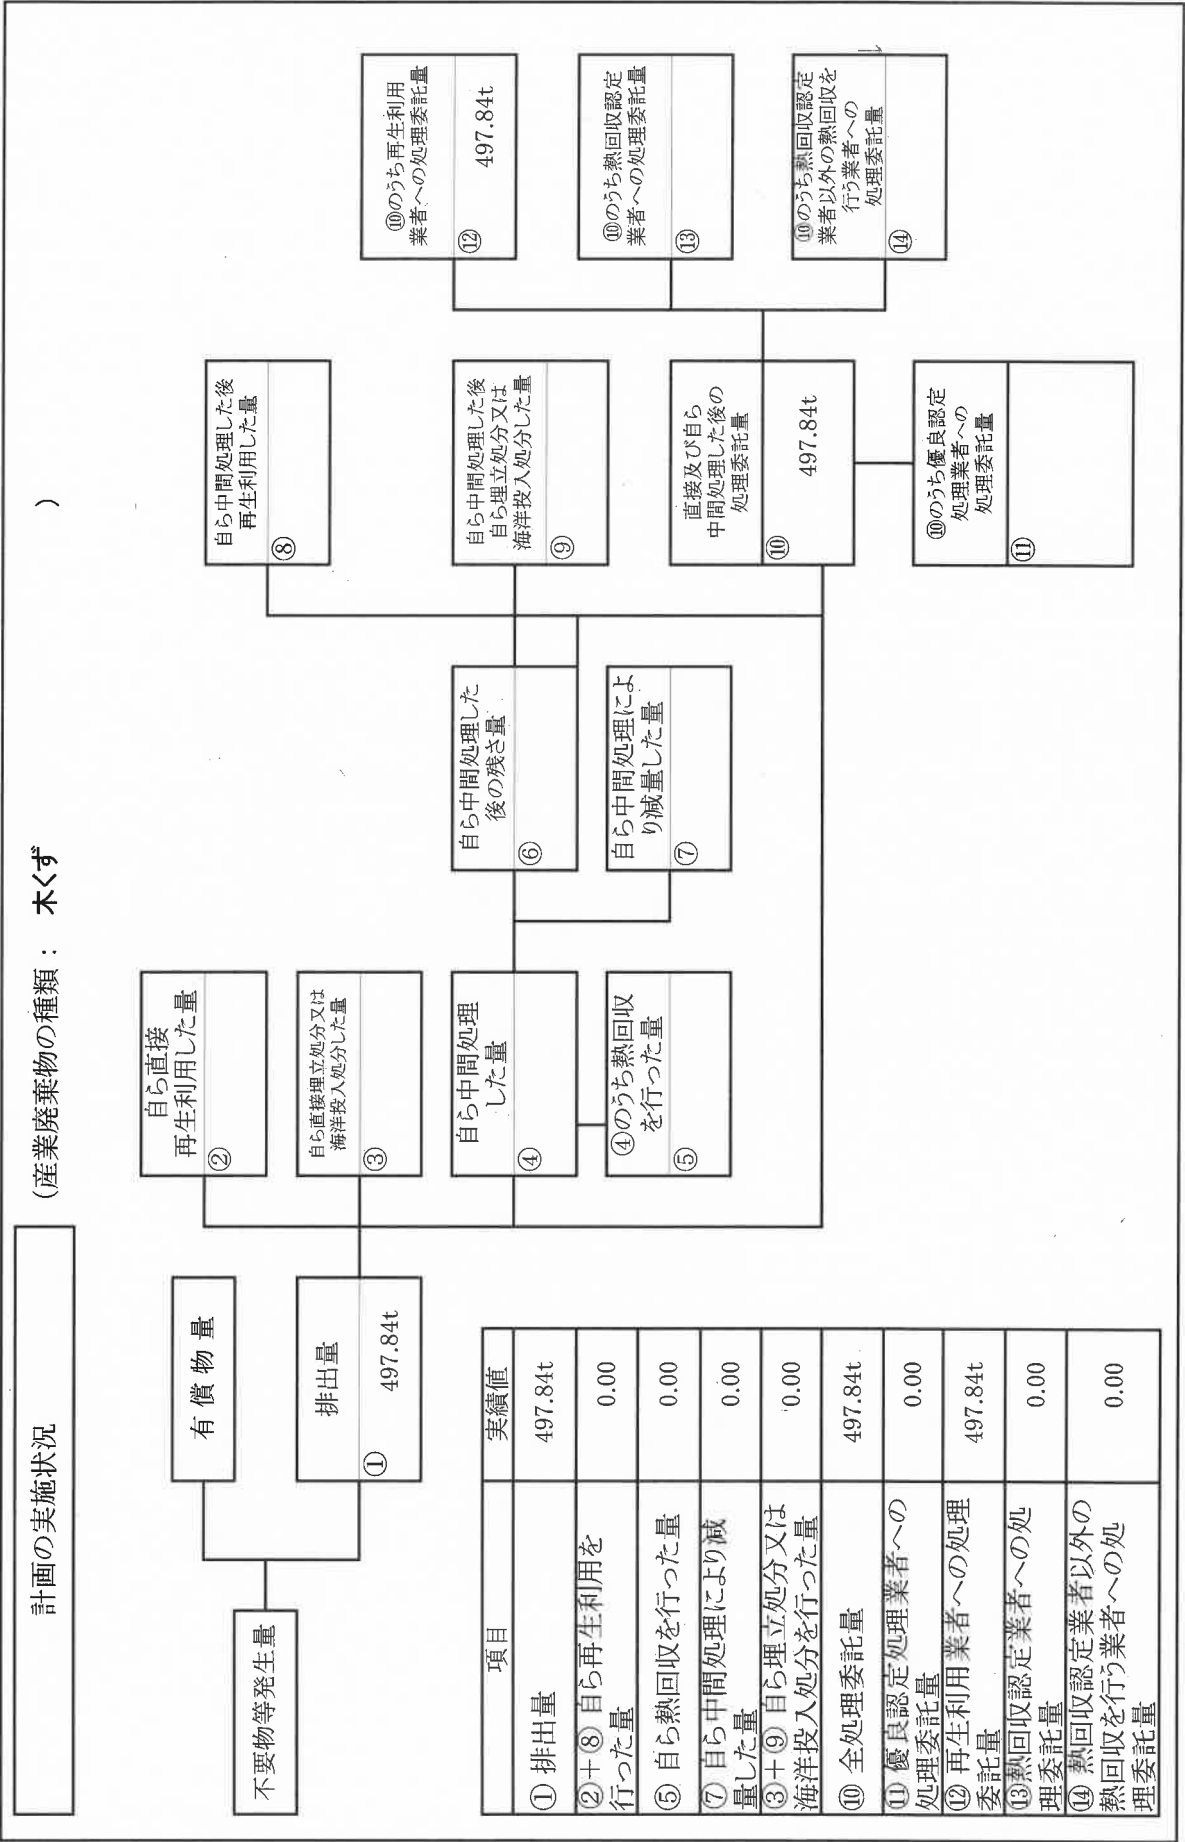 計画の実施状況
(産業廃棄物の種類： 木くず )
不要物等発生量
有償物量
排出量
① 497.84t
自ら直接
再生利用した量
②
自ら直接埋立処分又は
海洋投入処分した量
③
自ら中間処理
した量
④
④のうち熱回収
を行った量
⑤
自ら中間処理した
後の残さ量
⑥
自ら中間処理によ
り減量した量
⑦
自ら中間処理した後
再生利用した量
⑧
自ら中間処理した後
自ら埋立処分又は
海洋投入処分した量
⑨
直接及び自ら
中間処理した後の
処理委託量
⑩ 497.84t
⑩のうち優良認定
処理業者への
処理委託量
⑪
⑩のうち再生利用
業者への処理委託量
⑫ 497.84t
⑩のうち熱回収認定
業者への処理委託量
⑬
⑩のうち熱回収認定
業者以外の熱回収を
行う業者への
処理委託量
⑭
項目 実績値
① 排出量 497.84t
②＋⑧ 自ら再生利用を
行った量 0.00
⑤ 自ら熱回収を行った量 0.00
⑦ 自ら中間処理により減
量した量 0.00
③＋⑨ 自ら埋立処分又は
海洋投入処分を行った量 0.00
⑩ 全処理委託量 497.84t
⑪ 優良認定処理業者への
処理委託量 0.00
⑫ 再生利用業者への処理
委託量 497.84t
⑬熱回収認定業者への処
理委託量 0.00
⑭ 熱回収認定業者以外の
熱回収を行う業者への処
理委託量 0.00